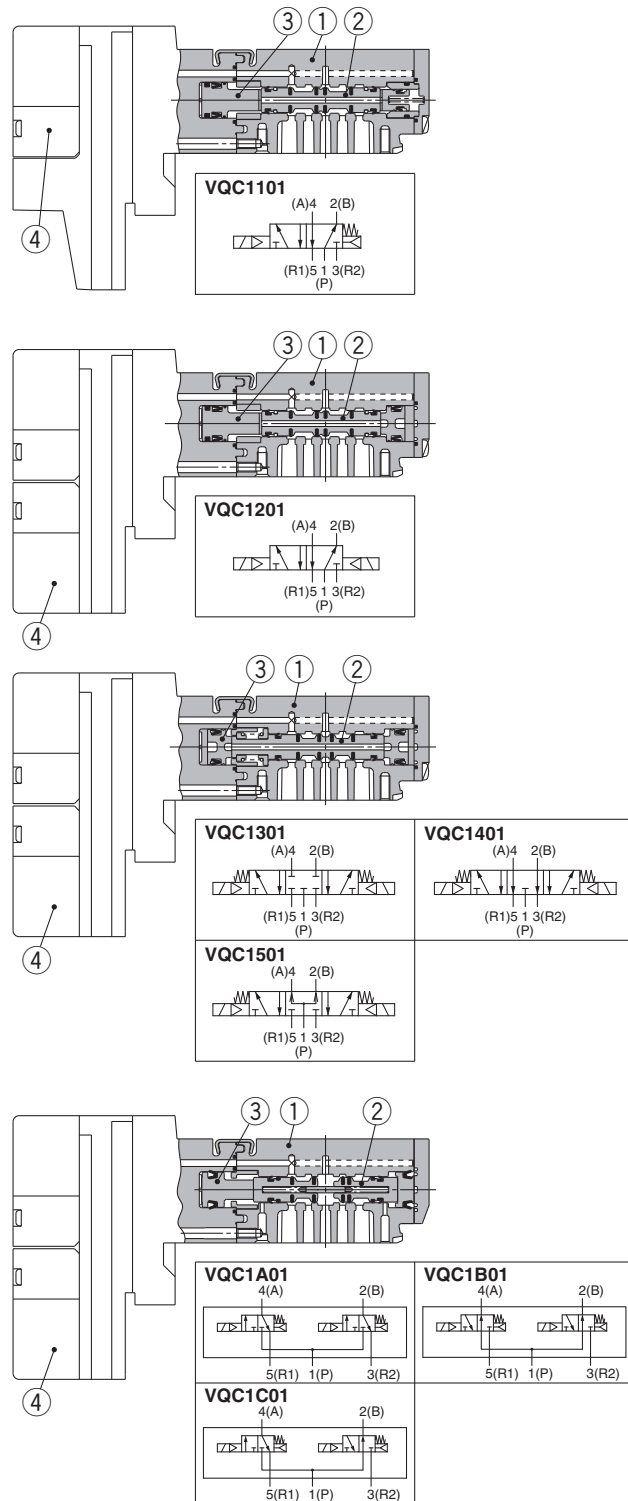 ③ ① ②
④
VQC1101
(A)4 2(B)
(R1)5 1 3(R2)
(P)
③ ① ②
④
VQC1201
(A)4 2(B)
(R1)5 1 3(R2)
(P)
③ ① ②
④
VQC1301
(A)4 2(B)
(R1)5 1 3(R2)
(P)
VQC1401
(A)4 2(B)
(R1)5 1 3(R2)
(P)
VQC1501
(A)4 2(B)
(R1)5 1 3(R2)
(P)
③ ① ②
④
VQC1A01
4(A) 2(B)
5(R1) 1(P) 3(R2)
VQC1B01
4(A) 2(B)
5(R1) 1(P) 3(R2)
VQC1C01
4(A) 2(B)
5(R1) 1(P) 3(R2)